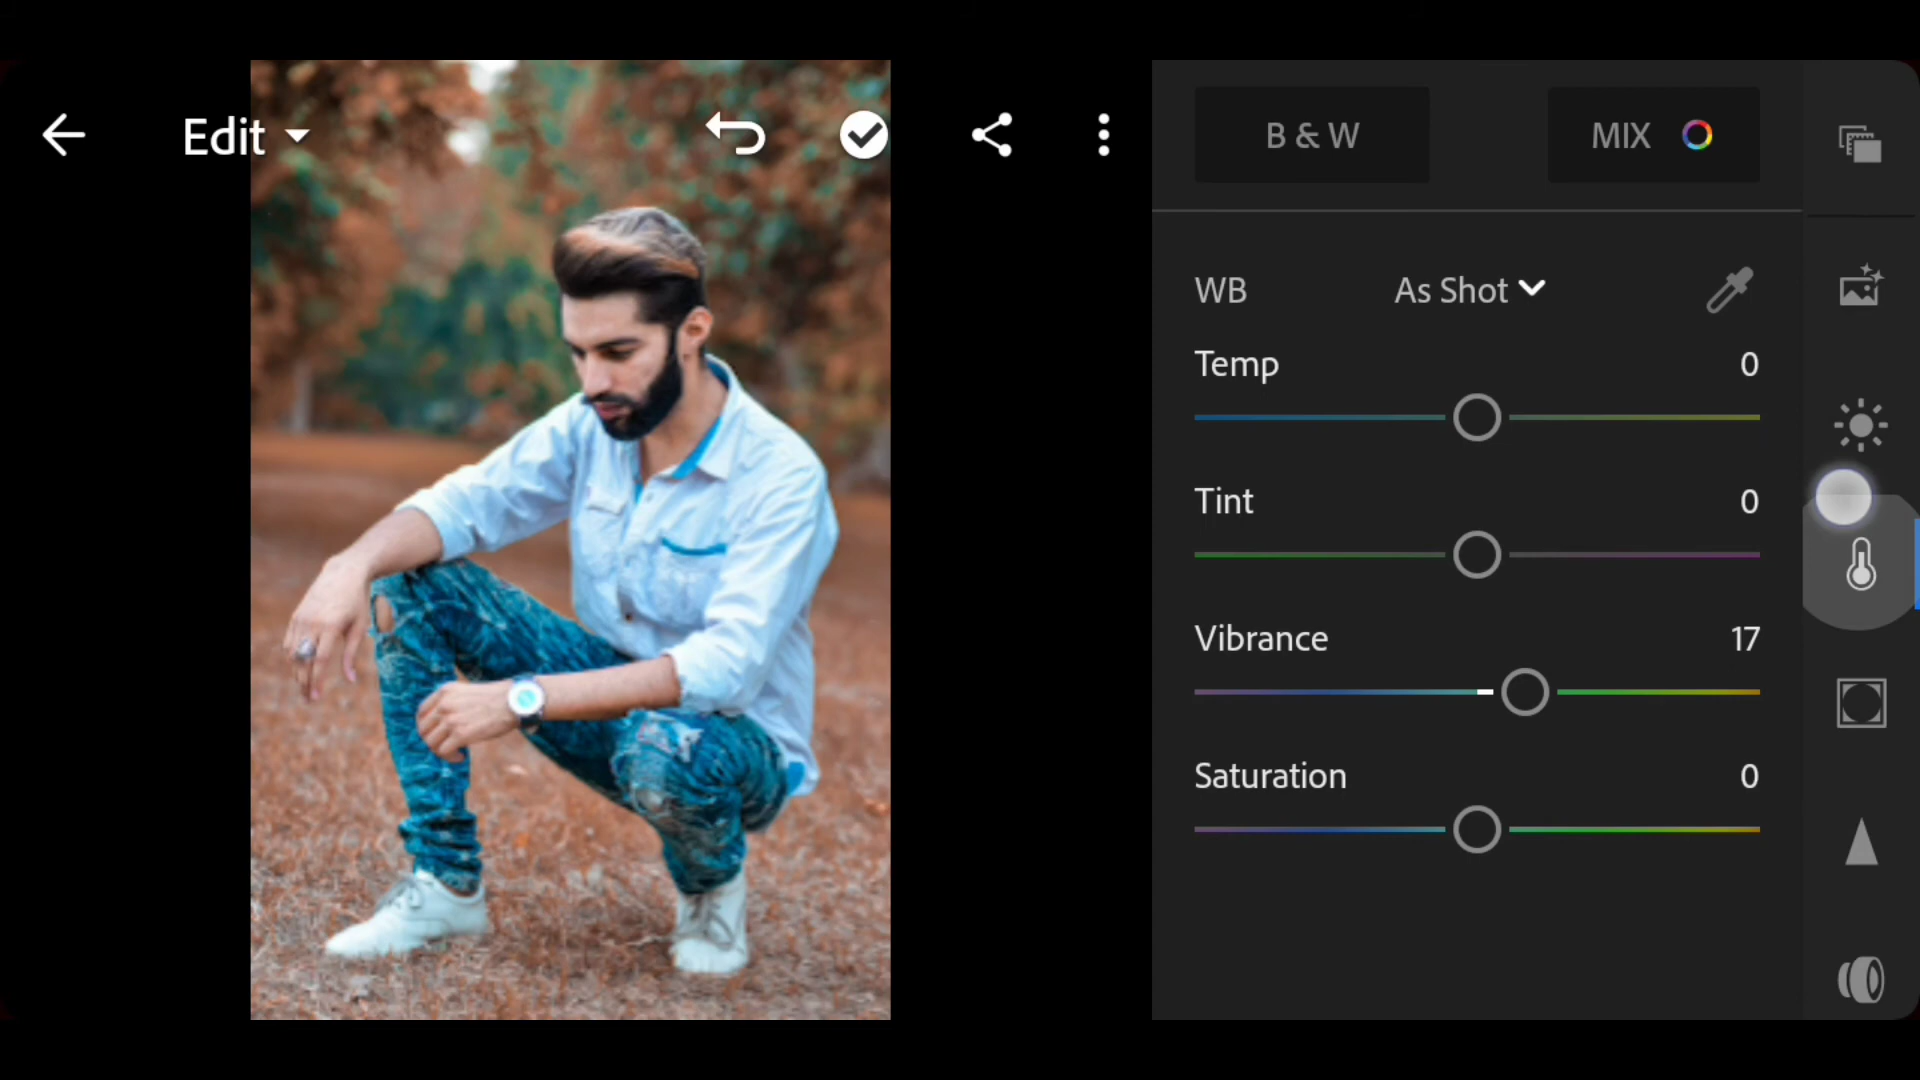 Edit
B & W
MIX
WB
As Shot
Temp
0
Tint
0
Vibrance
17
Saturation
0